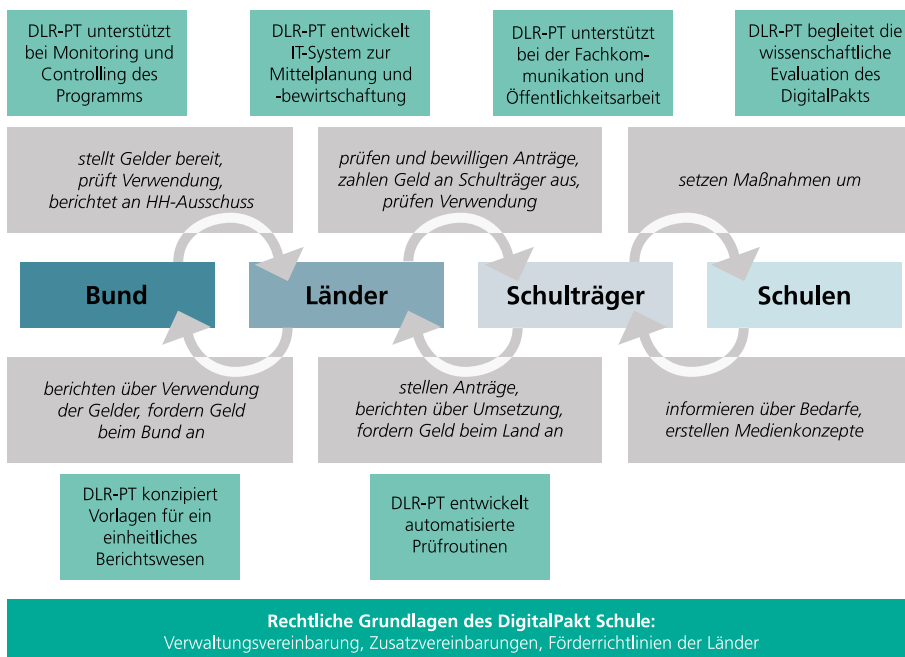 DLR-PT unterstützt
bei Monitoring und
Controlling des
Programms
DLR-PT entwickelt
IT-System zur
Mittelplanung und
-bewirtschaftung
DLR-PT unterstützt
bei der Fachkom-
munikation und
Öffentlichkeitsarbeit
DLR-PT begleitet die
wissenschaftliche
Evaluation des
DigitalPakts
stellt Gelder bereit,
prüft Verwendung,
berichtet an HH-Ausschuss
prüfen und bewilligen Anträge,
zahlen Geld an Schulträger aus,
prüfen Verwendung
setzen Maßnahmen um
Bund
Länder
Schulträger
Schulen
berichten über Verwendung
der Gelder, fordern Geld
beim Bund an
stellen Anträge,
berichten über Umsetzung,
fordern Geld beim Land an
informieren über Bedarfe,
erstellen Medienkonzepte
DLR-PT konzipiert
Vorlagen für ein
einheitliches
Berichtswesen
DLR-PT entwickelt
automatisierte
Prüfroutinen
Rechtliche Grundlagen des DigitalPakt Schule:
Verwaltungsvereinbarung, Zusatzvereinbarungen, Förderrichtlinien der Länder